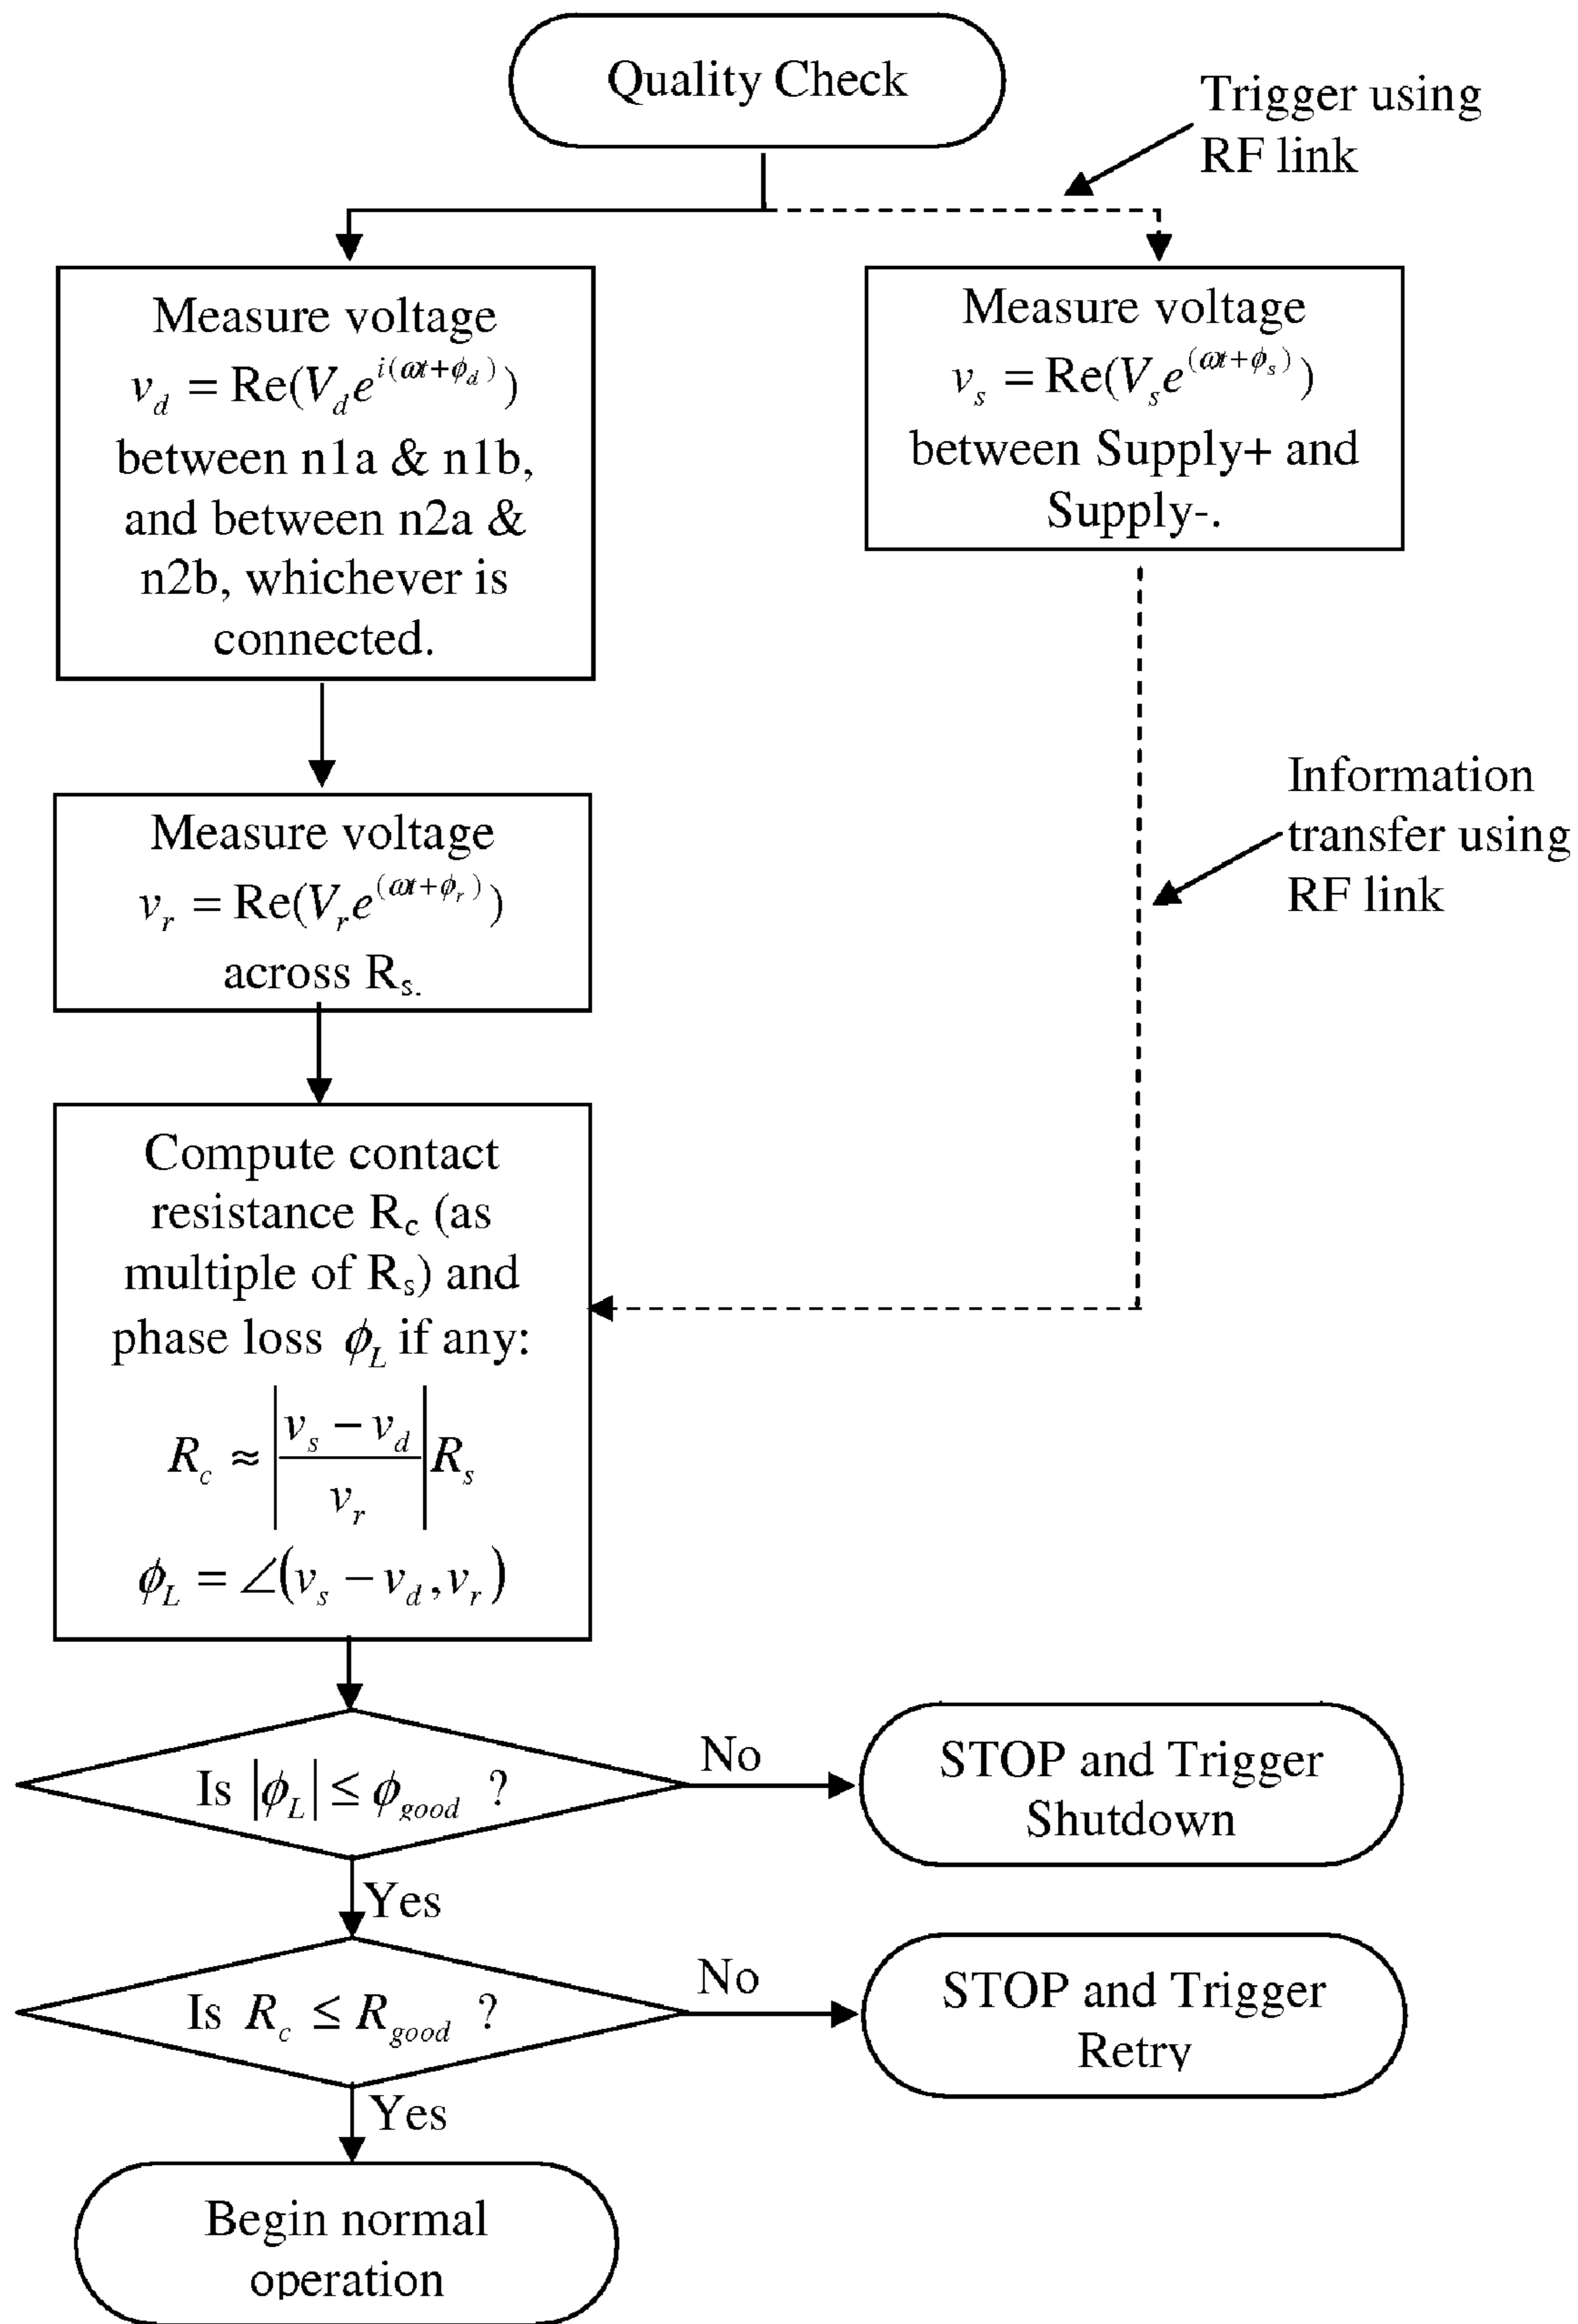 Quality Check
Trigger using
RF link
Measure voltage
v_d = Re(V_d e^{i(ωt+ϕ_d)})
between n1a & n1b,
and between n2a &
n2b, whichever is
connected.
Measure voltage
v_s = Re(V_s e^{(ωt+ϕ_s)})
between Supply+ and
Supply-.
Measure voltage
v_r = Re(V_r e^{(ωt+ϕ_r)})
across R_s.
Information
transfer using
RF link
Compute contact
resistance R_c (as
multiple of R_s) and
phase loss ϕ_L if any:
R_c ≈ |(v_s − v_d)/v_r| R_s
ϕ_L = ∠(v_s − v_d, v_r)
Is |ϕ_L| ≤ ϕ_good ?
No
STOP and Trigger
Shutdown
Yes
Is R_c ≤ R_good ?
No
STOP and Trigger
Retry
Yes
Begin normal
operation